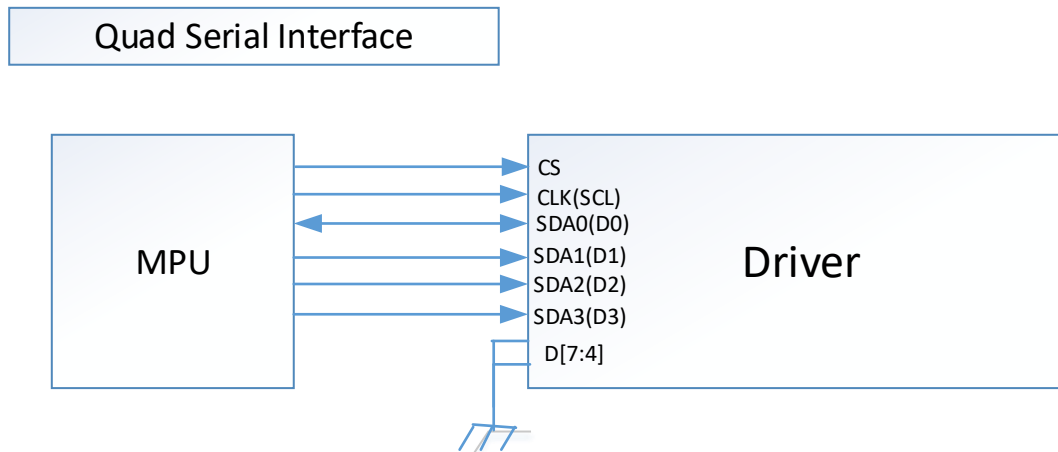 Quad Serial Interface
MPU
CS
CLK(SCL)
SDA0(D0)
SDA1(D1)
SDA2(D2)
SDA3(D3)
D[7:4]
Driver